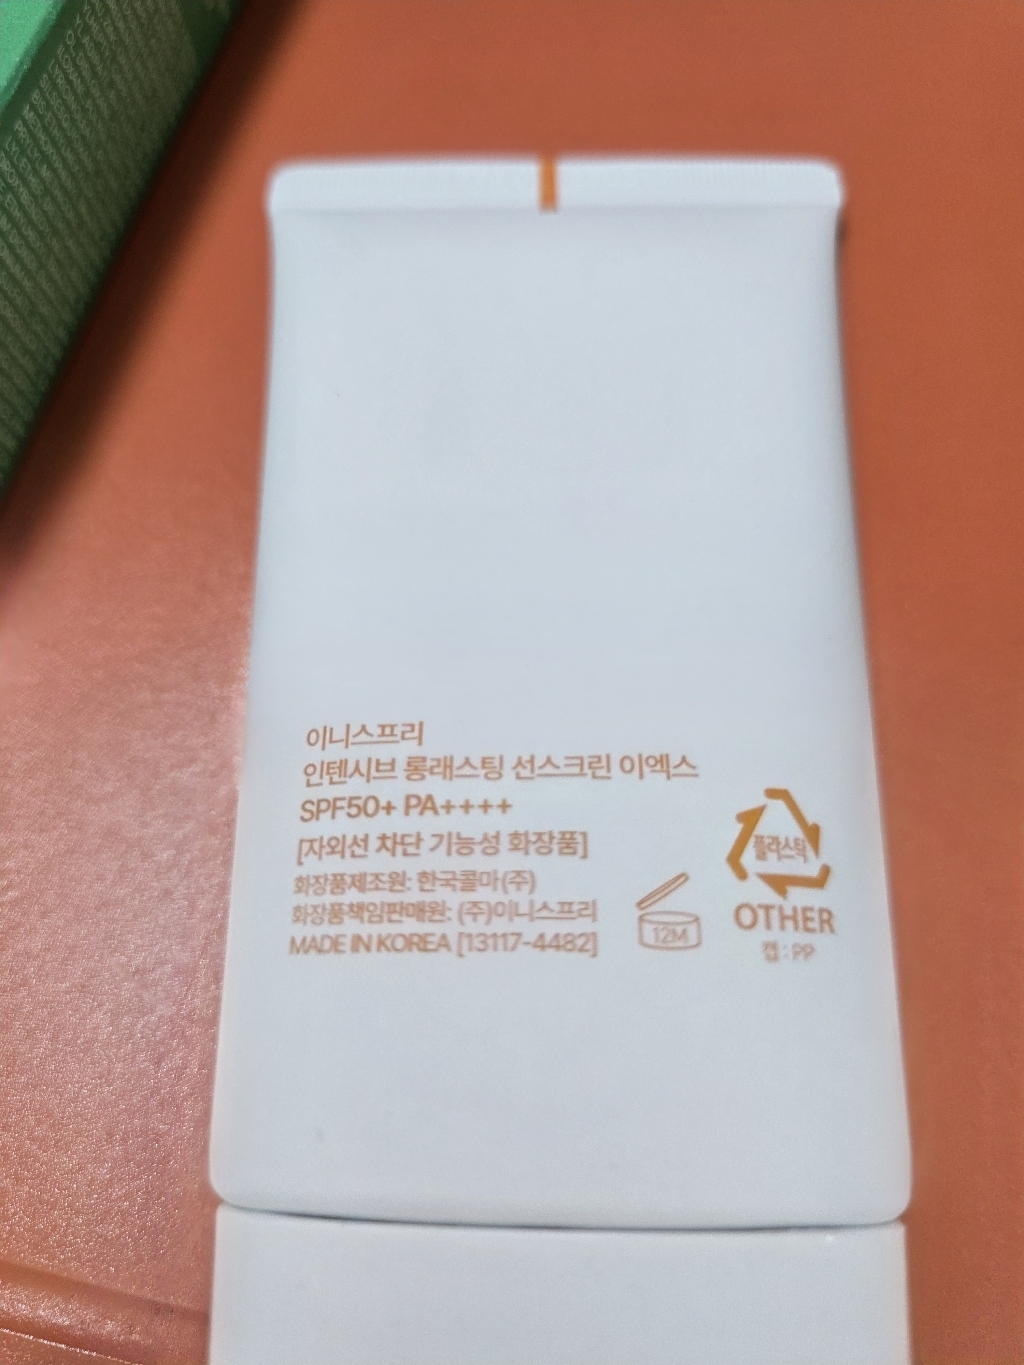 이니스프리
인텐시브 롱래스팅 선스크린 이엑스
SPF50+ PA++++
[자외선 차단 기능성 화장품]
화장품제조원: 한국콜마(주)
화장품책임판매원: (주)이니스프리
MADE IN KOREA [13117-4482]
12M
플라스틱
OTHER
캡: PP